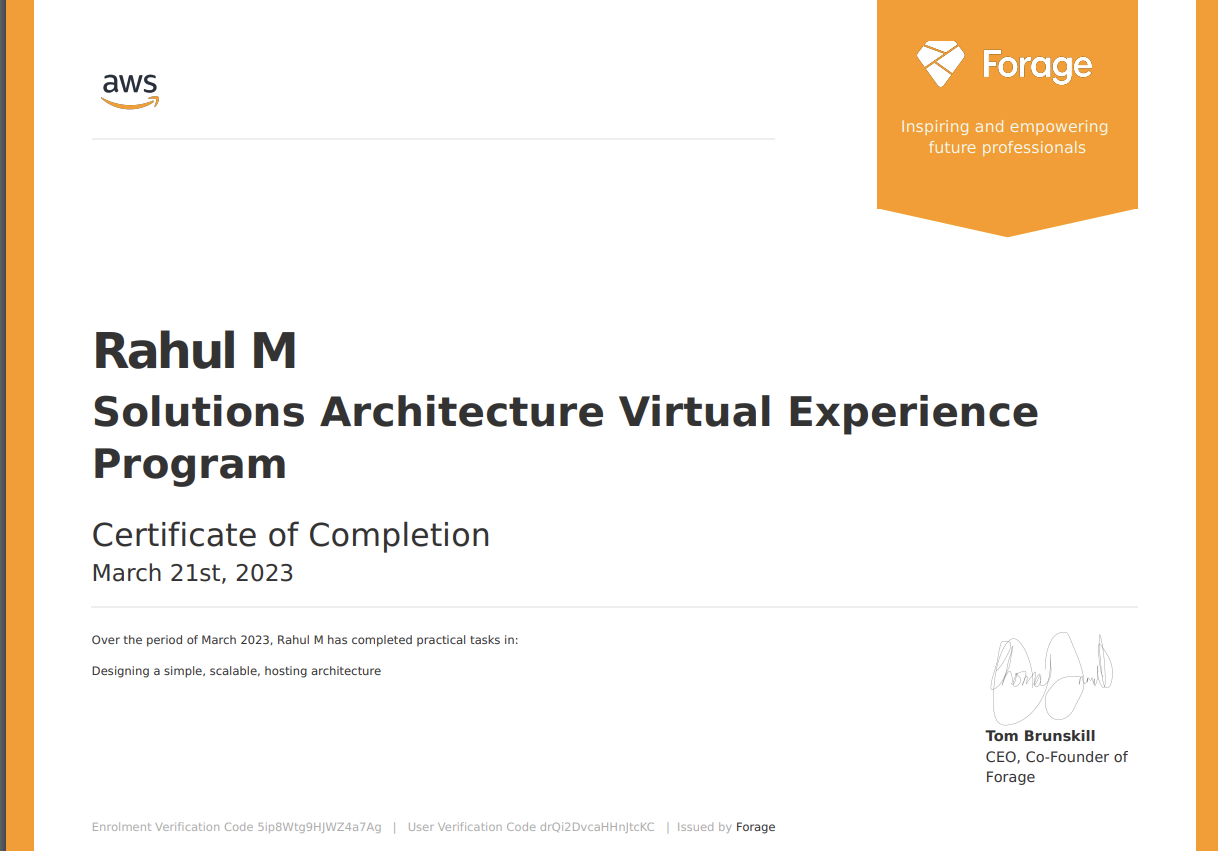 aws
Forage
Inspiring and empowering
future professionals
Rahul M
Solutions Architecture Virtual Experience
Program
Certificate of Completion
March 21st, 2023
Over the period of March 2023, Rahul M has completed practical tasks in:
Designing a simple, scalable, hosting architecture
Tom Brunskill
CEO, Co-Founder of
Forage
Enrolment Verification Code 5ip8Wtg9HJWZ4a7Ag | User Verification Code drQi2DvcaHHnJtcKC | Issued by Forage